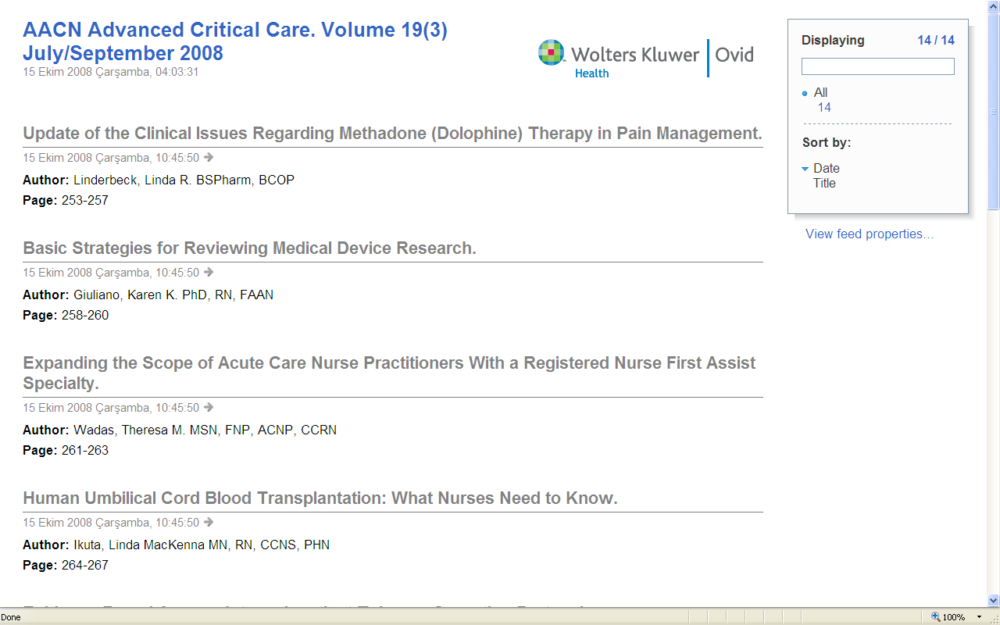 AACN Advanced Critical Care. Volume 19(3)
July/September 2008
15 Ekim 2008 Çarşamba, 04:03:31
Wolters Kluwer
Health
Ovid
Update of the Clinical Issues Regarding Methadone (Dolophine) Therapy in Pain Management.
15 Ekim 2008 Çarşamba, 10:45:50
Author: Linderbeck, Linda R. BSPharm, BCOP
Page: 253-257
Basic Strategies for Reviewing Medical Device Research.
15 Ekim 2008 Çarşamba, 10:45:50
Author: Giuliano, Karen K. PhD, RN, FAAN
Page: 258-260
Expanding the Scope of Acute Care Nurse Practitioners With a Registered Nurse First Assist
Specialty.
15 Ekim 2008 Çarşamba, 10:45:50
Author: Wadas, Theresa M. MSN, FNP, ACNP, CCRN
Page: 261-263
Human Umbilical Cord Blood Transplantation: What Nurses Need to Know.
15 Ekim 2008 Çarşamba, 10:45:50
Author: Ikuta, Linda MacKenna MN, RN, CCNS, PHN
Page: 264-267
Displaying 14 / 14
All
14
Sort by:
Date
Title
View feed properties...
Done
100%